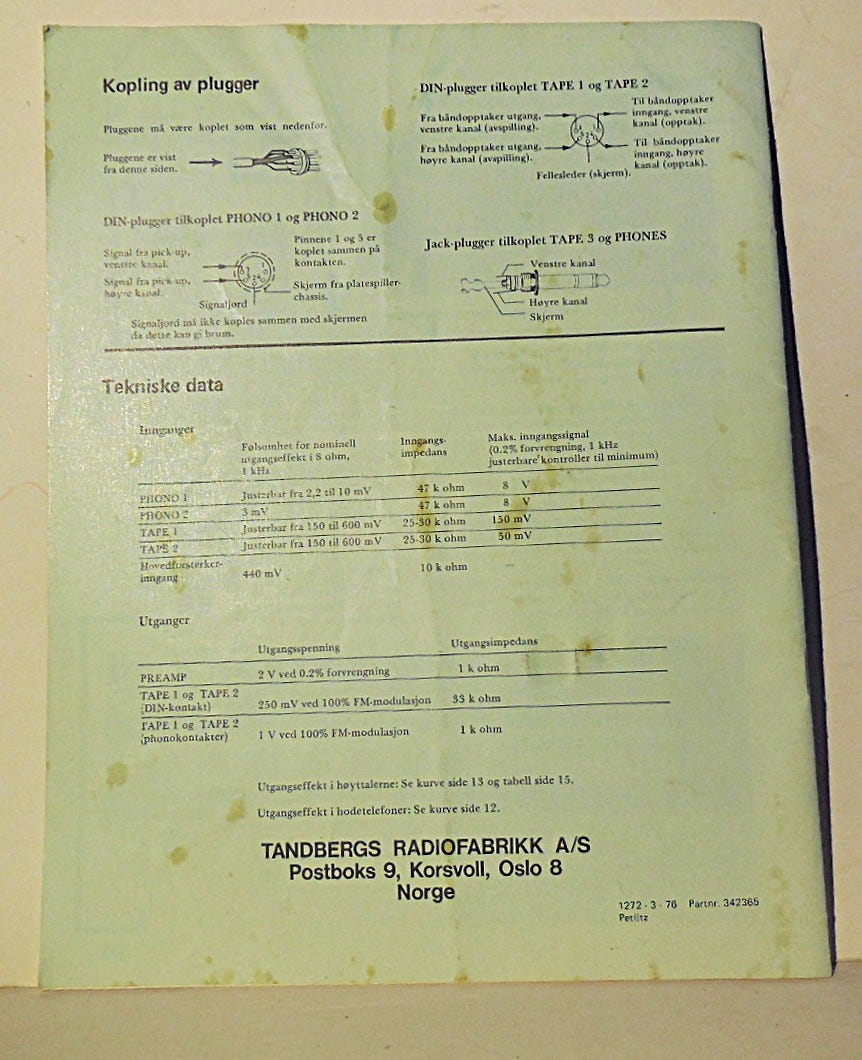 Kopling av plugger
Pluggene må være koplet som vist nedenfor.
Pluggene er vist
fra denne siden.
DIN-plugger tilkoplet TAPE 1 og TAPE 2
Fra båndopptaker utgang,
venstre kanal (avspilling).
Fra båndopptaker utgang,
høyre kanal (avspilling).
Til båndopptaker
inngang, venstre
kanal (opptak).
Til båndopptaker
inngang, høyre
kanal (opptak).
Fellesleder (skjerm).
DIN-plugger tilkoplet PHONO 1 og PHONO 2
Signal fra pick-up,
venstre kanal.
Signal fra pick-up,
høyre kanal.
Signaljord
Pinnene 1 og 5 er
koplet sammen på
kontakten.
Skjerm fra platespiller-
chassis.
Signaljord må ikke koples sammen med skjermen
da dette kan gi brum.
Jack-plugger tilkoplet TAPE 3 og PHONES
Venstre kanal
Høyre kanal
Skjerm
Tekniske data
Innganger
Følsomhet for nominell
utgangseffekt i 8 ohm,
1 kHz
Inngangs-
impedans
Maks. inngangssignal
(0.2% forvrengning, 1 kHz
justerbare kontroller til minimum)
PHONO 1 Justerbar fra 2,2 til 10 mV 47 k ohm 8 V
PHONO 2 3 mV 47 k ohm 8 V
TAPE 1 Justerbar fra 150 til 600 mV 25-30 k ohm 150 mV
TAPE 2 Justerbar fra 150 til 600 mV 25-30 k ohm 50 mV
Hovedforsterker-
inngang 440 mV 10 k ohm
Utganger
Utgangsspenning Utgangsimpedans
PREAMP 2 V ved 0.2% forvrengning 1 k ohm
TAPE 1 og TAPE 2
(DIN-kontakt) 250 mV ved 100% FM-modulasjon 33 k ohm
TAPE 1 og TAPE 2
(phonokontakter) 1 V ved 100% FM-modulasjon 1 k ohm
Utgangseffekt i høyttalerne: Se kurve side 13 og tabell side 15.
Utgangseffekt i hodetelefoner: Se kurve side 12.
TANDBERGS RADIOFABRIKK A/S
Postboks 9, Korsvoll, Oslo 8
Norge
1272 - 3 - 76 Partnr. 342365
Petlitz